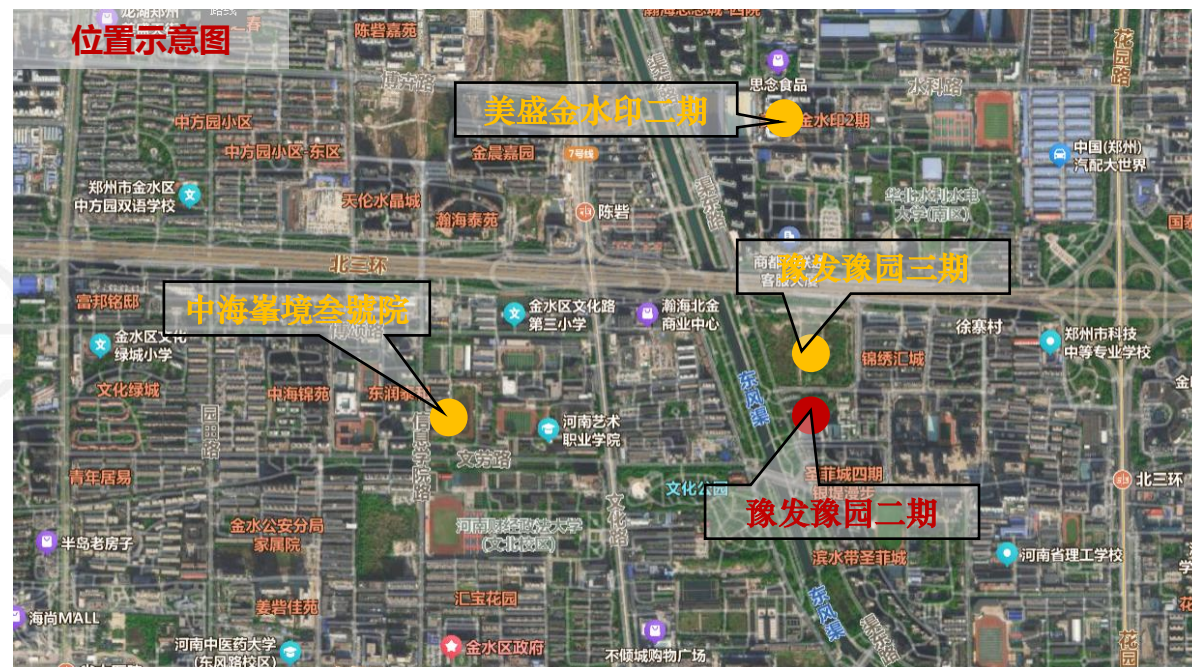 位置示意图
路线
陈砦嘉苑
思念食品
水科路
花园路
美盛金水印二期
金水印2期
中方园小区
中方园小区-东区
金晨嘉园
7号线
中国(郑州)
汽配大世界
郑州市金水区
中方园双语学校
天伦水晶城
瀚海泰苑
陈砦
华北水利水电
大学(南区)
北三环
豫发豫园三期
富邦铭邸
中海峯境叁號院
金水区文化路
第三小学
瀚海北金
商业中心
徐寨村
郑州市科技
中等专业学校
金水区文化
绿城小学
锦绣汇城
文化绿城
中海锦苑
东风渠
园田路
河南艺术
职业学院
文劳路
青年居易
文化公园
圣菲城四期
北三环
豫发豫园二期
金水公安分局
家属院
河南财经政法大学
(文北校区)
文化路
半岛老房子
滨水带圣菲城
河南省理工学校
姜砦佳苑
汇宝花园
东风渠
海尚MALL
河南中医药大学
(东风路校区)
金水区政府
不倾城购物广场
花园